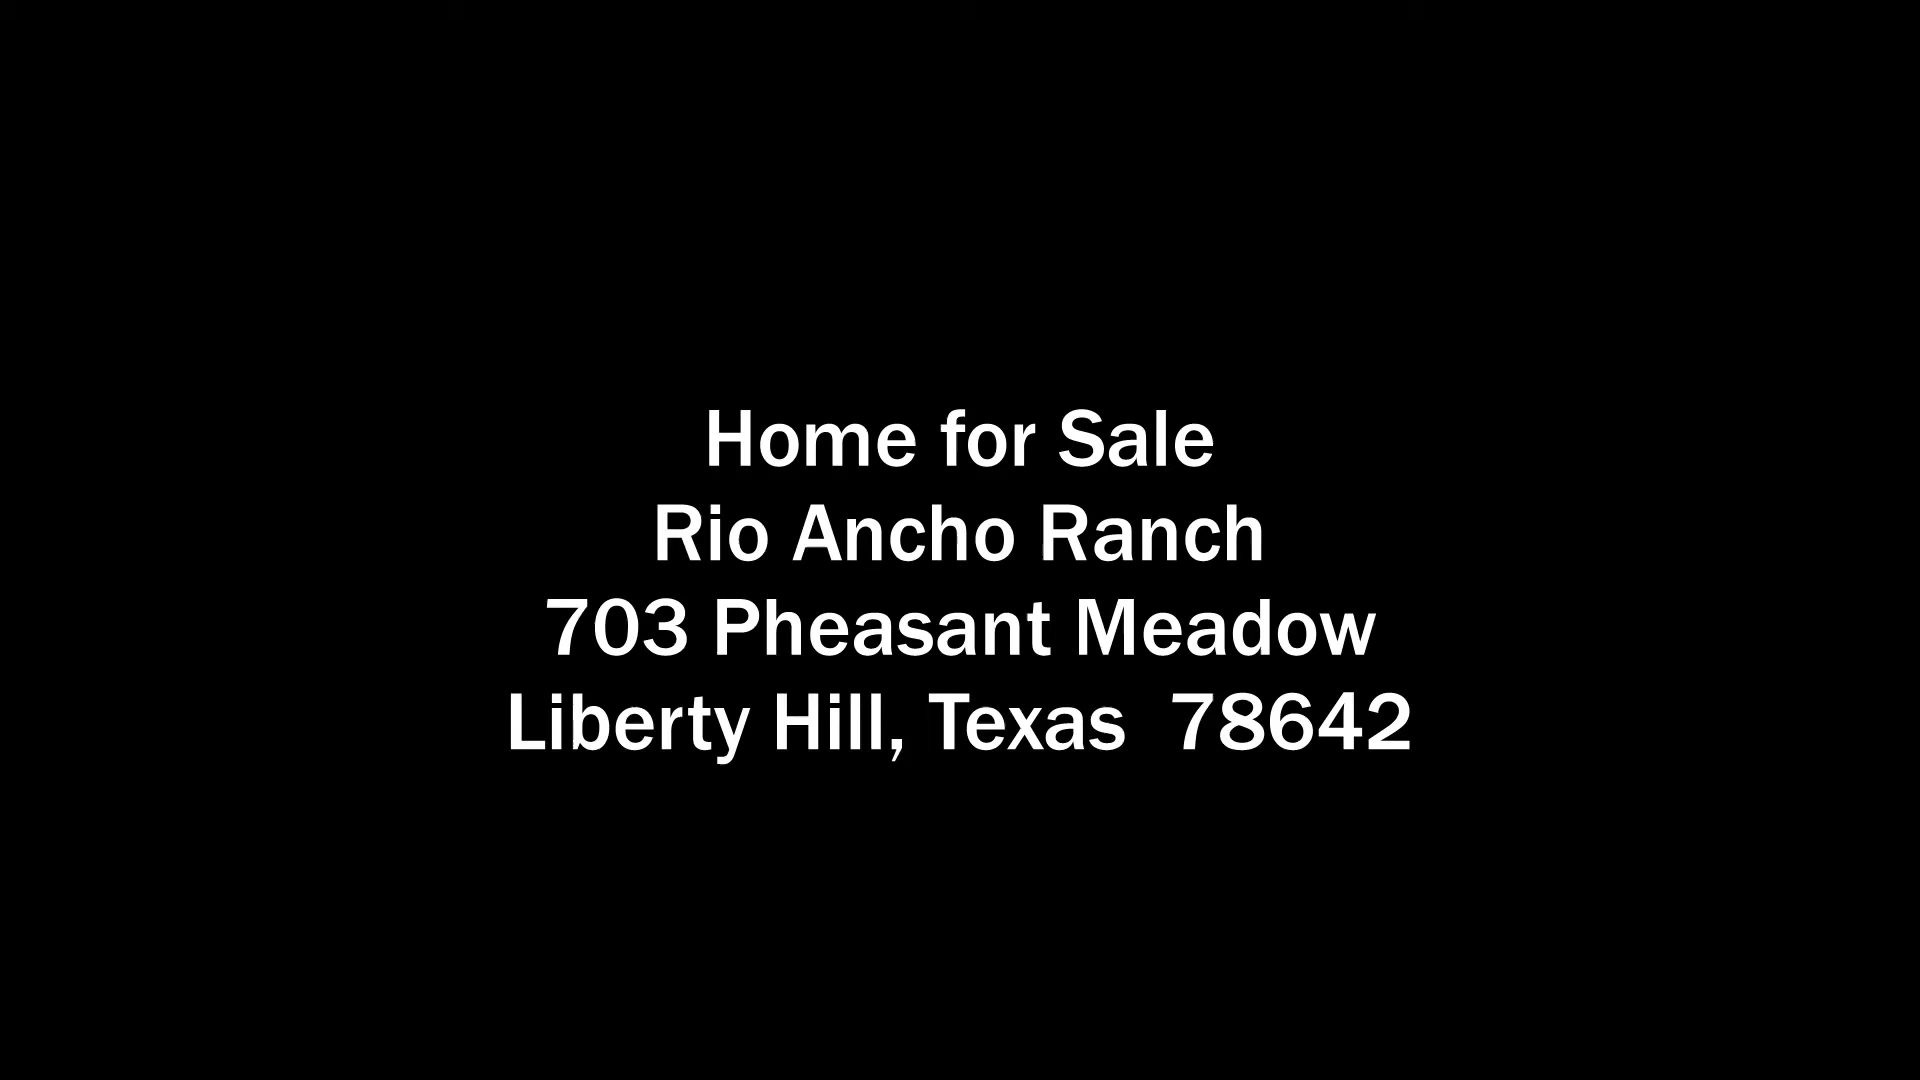 Home for Sale
Rio Ancho Ranch
703 Pheasant Meadow
Liberty Hill, Texas  78642